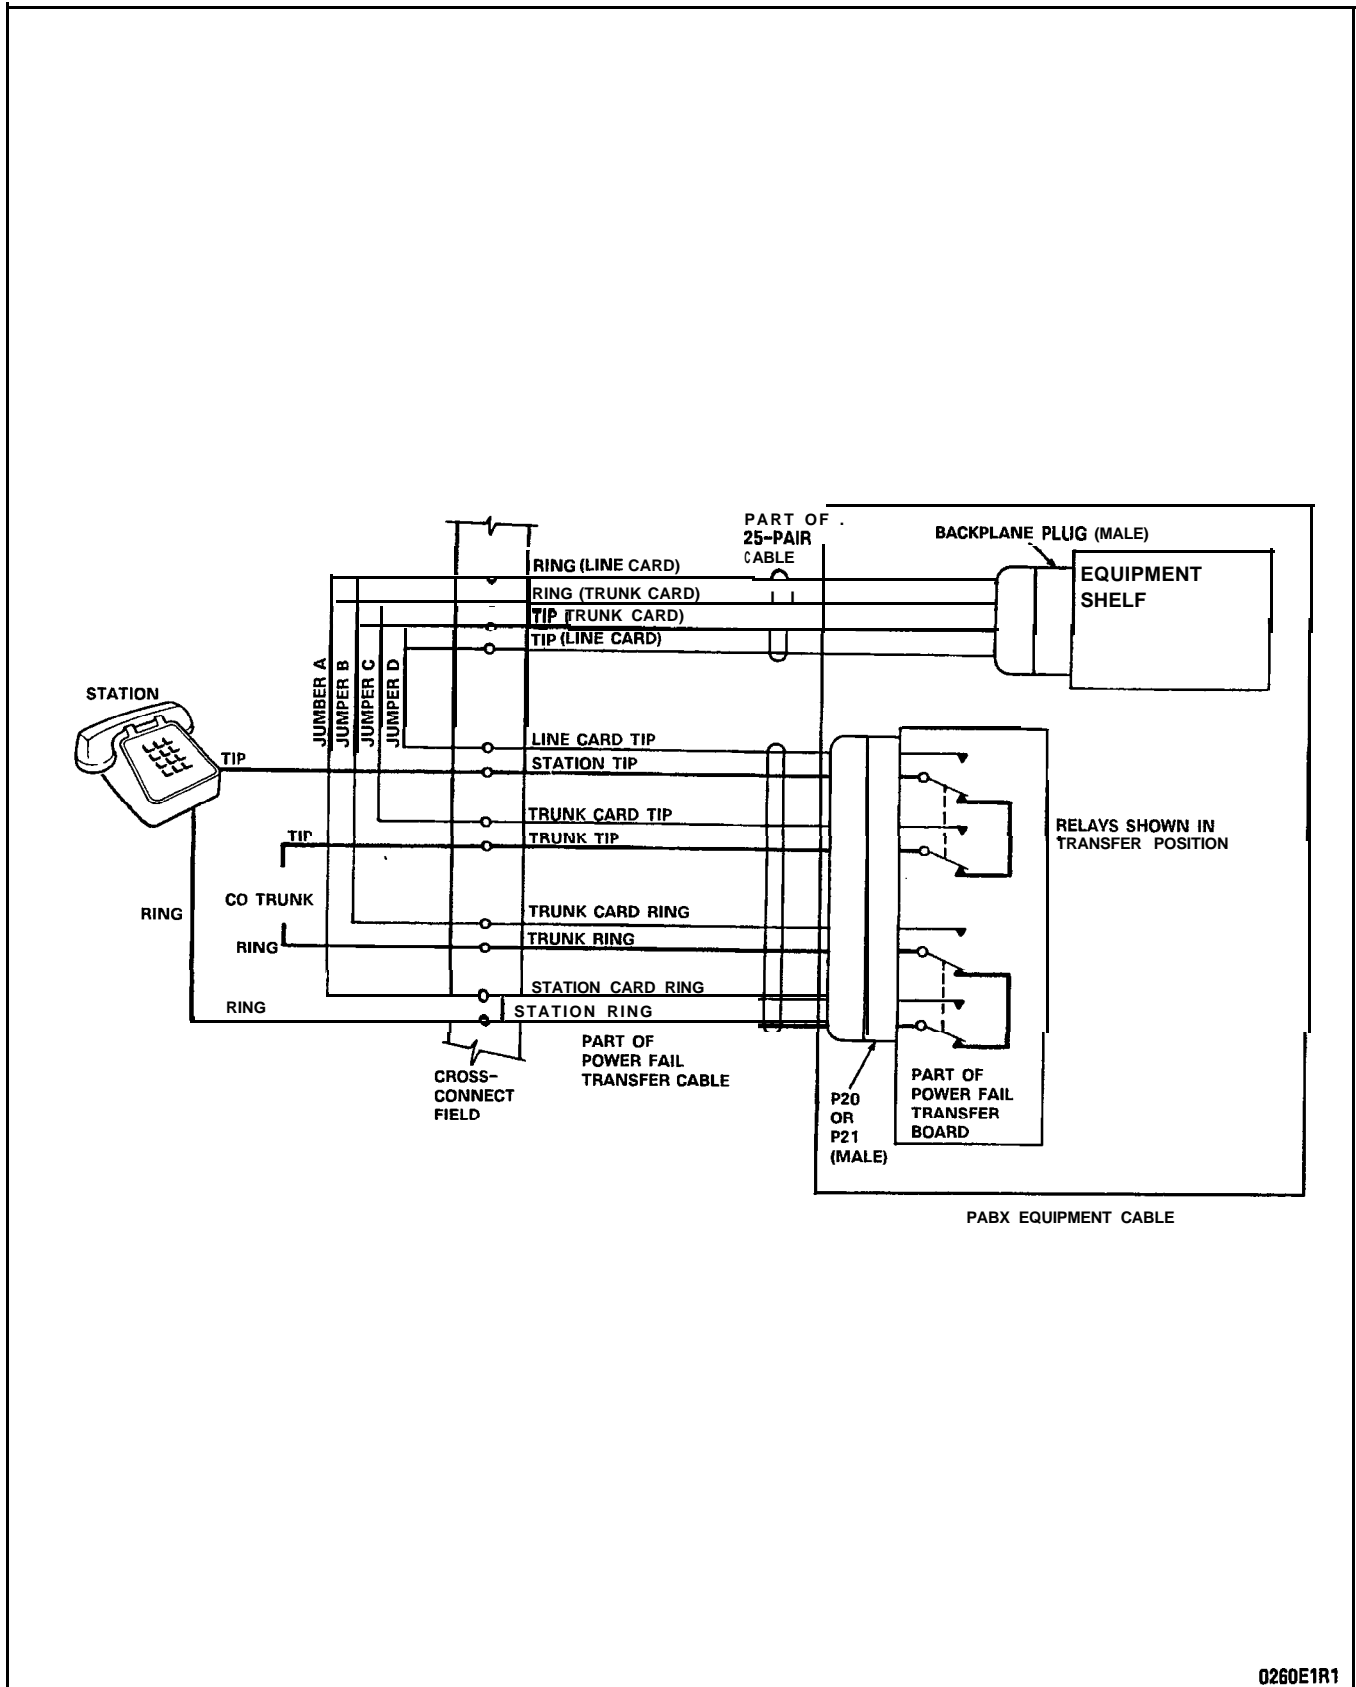 PART OF .
25-PAIR
CABLE
BACKPLANE PLUG (MALE)
EQUIPMENT
SHELF
RING (LINE CARD)
RING (TRUNK CARD)
TIP (TRUNK CARD)
TIP (LINE CARD)
JUMBER A
JUMPER B
JUMPER C
JUMPER D
STATION
TIP
LINE CARD TIP
STATION TIP
TRUNK CARD TIP
TIP
TRUNK TIP
RELAYS SHOWN IN
TRANSFER POSITION
CO TRUNK
RING
TRUNK CARD RING
RING
TRUNK RING
STATION CARD RING
RING
STATION RING
PART OF
POWER FAIL
TRANSFER CABLE
CROSS-
CONNECT
FIELD
P20
OR
P21
(MALE)
PART OF
POWER FAIL
TRANSFER
BOARD
PABX EQUIPMENT CABLE
0260E1R1